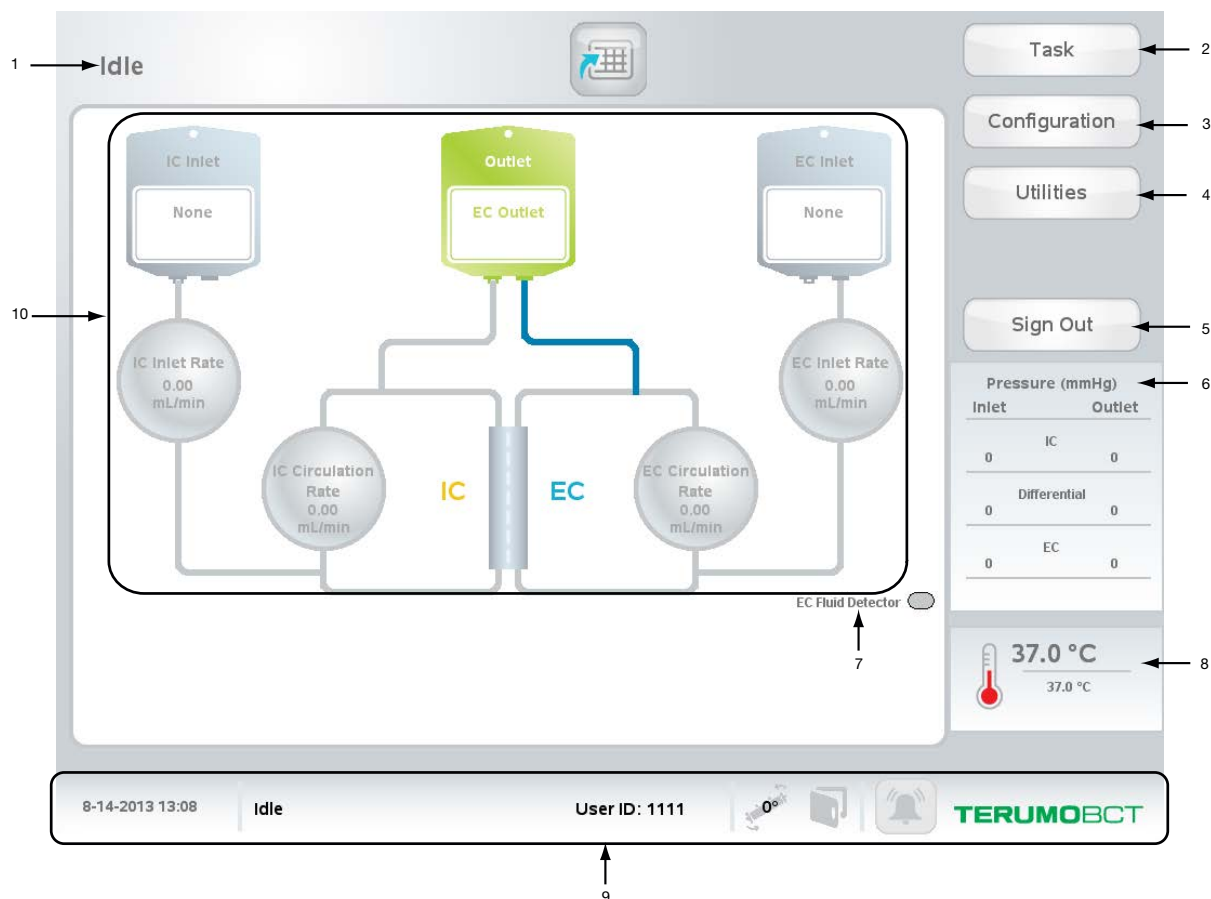 1
Idle
Task
2
Configuration
3
Utilities
4
Sign Out
5
IC Inlet
None
Outlet
EC Outlet
EC Inlet
None
10
IC Inlet Rate
0.00
mL/min
EC Inlet Rate
0.00
mL/min
IC Circulation
Rate
0.00
mL/min
IC
EC
EC Circulation
Rate
0.00
mL/min
Pressure (mmHg)
6
Inlet Outlet
IC
0 0
Differential
0 0
EC
0 0
EC Fluid Detector
7
37.0 °C
37.0 °C
8
8-14-2013 13:08
Idle
User ID: 1111
0°
TERUMOBCT
9